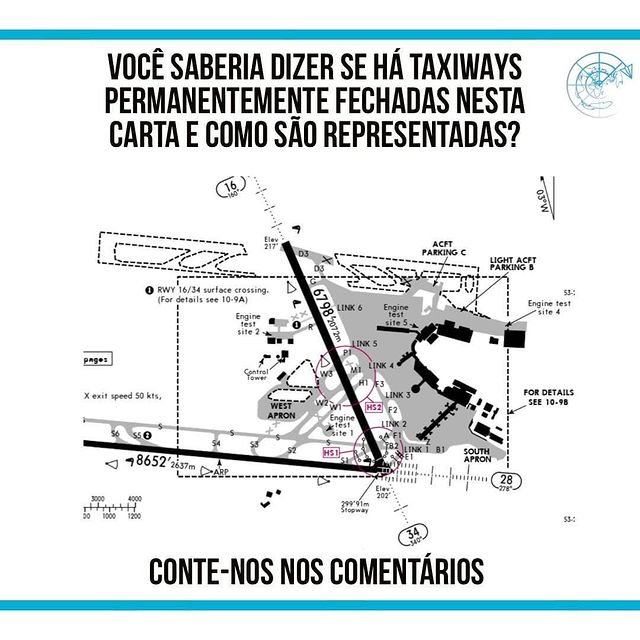 VOCÊ SABERIA DIZER SE HÁ TAXIWAYS
PERMANENTEMENTE FECHADAS NESTA
CARTA E COMO SÃO REPRESENTADAS?
16
160°
03°W
Elev
217'
D3
D3
ACFT
PARKING C
LIGHT ACFT
PARKING B
1 RWY 16/34 surface crossing.
(For details see 10-9A)
53-
6798' 2072m
LINK 6
Engine
test
site 5
Engine test
site 4
Engine
test
site 2
1
R
LINK 5
P1
pages
Control
Tower
W3
M1
LINK 4
H1
F3
X exit speed 50 kts,
LINK 3
FOR DETAILS
SEE 10-9B
WEST
APRON
W2
W1
HS2
F2
Engine
test
site 1
LINK 2
S6
S5
2
S
S
S
A
F1
B2
S4
S3
S2
HS1
S1
LINK 1
B1
E1
SOUTH
APRON
8652' 2637m
ARP
28
278°
Elev
202'
3000
4000
299'91m
Stopway
00
1000
1200
34
340°
53-
CONTE-NOS NOS COMENTÁRIOS